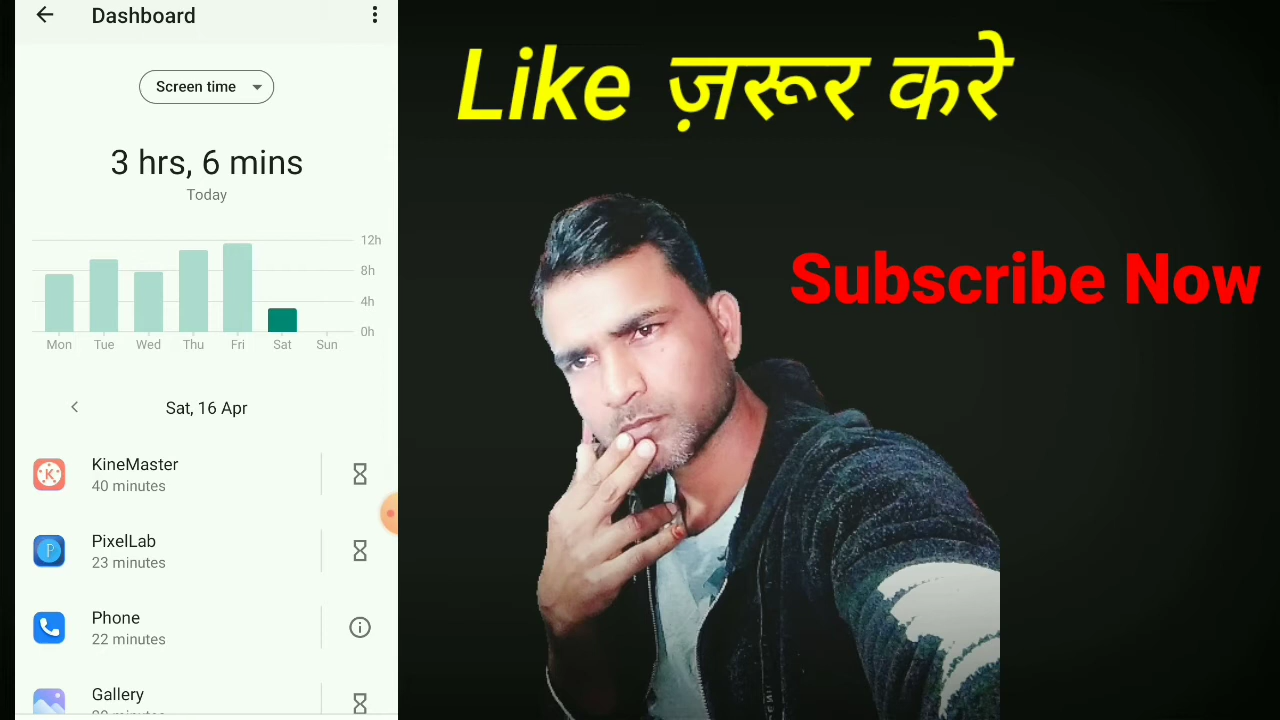 Dashboard
Screen time
3 hrs, 6 mins
Today
12h
8h
4h
0h
Mon Tue Wed Thu Fri Sat Sun
Sat, 16 Apr
KineMaster
40 minutes
PixelLab
23 minutes
Phone
22 minutes
Gallery
Like ज़रूर करे
Subscribe Now